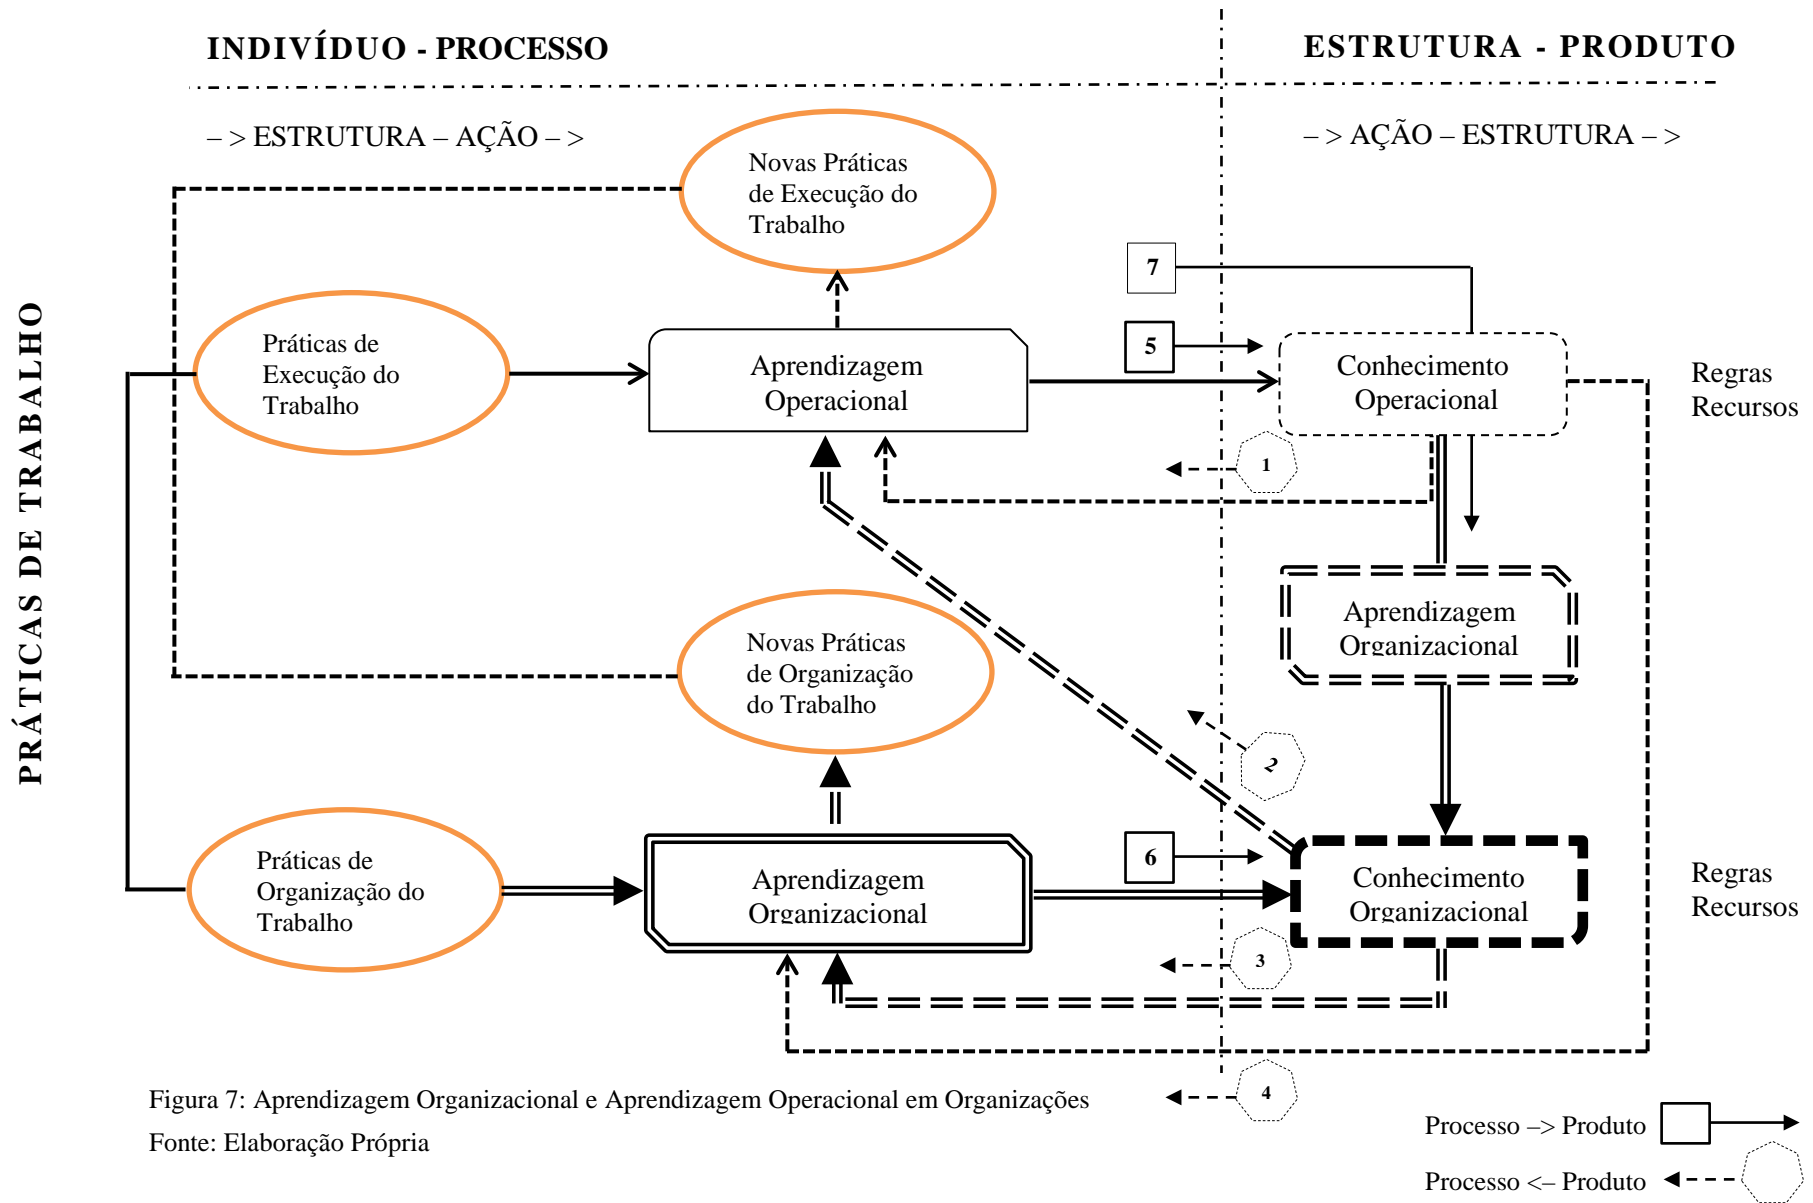 INDIVÍDUO - PROCESSO
ESTRUTURA - PRODUTO
– > ESTRUTURA – AÇÃO – >
– > AÇÃO – ESTRUTURA – >
PRÁTICAS DE TRABALHO
Novas Práticas
de Execução do
Trabalho
7
Práticas de
Execução do
Trabalho
Aprendizagem
Operacional
5
Conhecimento
Operacional
Regras
Recursos
1
Aprendizagem
Organizacional
Novas Práticas
de Organização
do Trabalho
2
Práticas de
Organização do
Trabalho
Aprendizagem
Organizacional
6
Conhecimento
Organizacional
Regras
Recursos
3
4
Figura 7: Aprendizagem Organizacional e Aprendizagem Operacional em Organizações
Fonte: Elaboração Própria
Processo –> Produto
Processo <– Produto